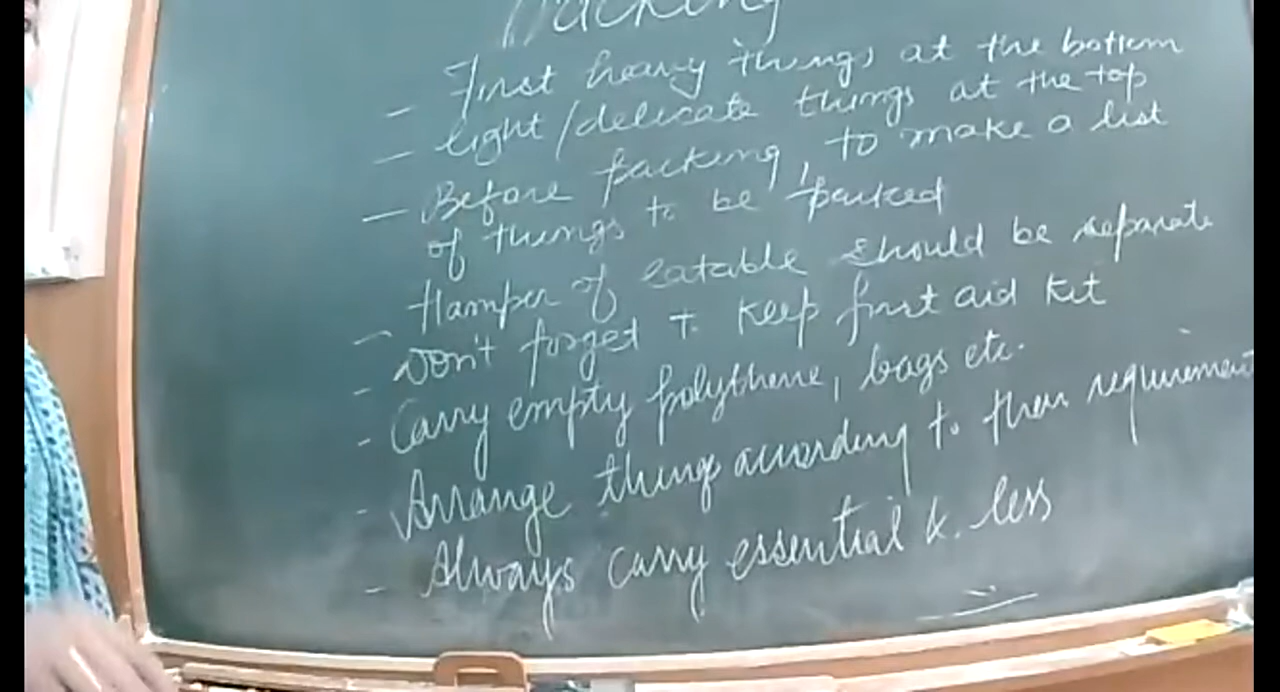 Packing
- First heavy things at the bottom
- light/delicate things at the top
- Before packing, to make a list
of things to be packed
- Hamper of eatable should be separate
- Don't forget to keep first aid kit
- Carry empty polythene, bags etc.
- Arrange things according to their requirement
- Always carry essential & less